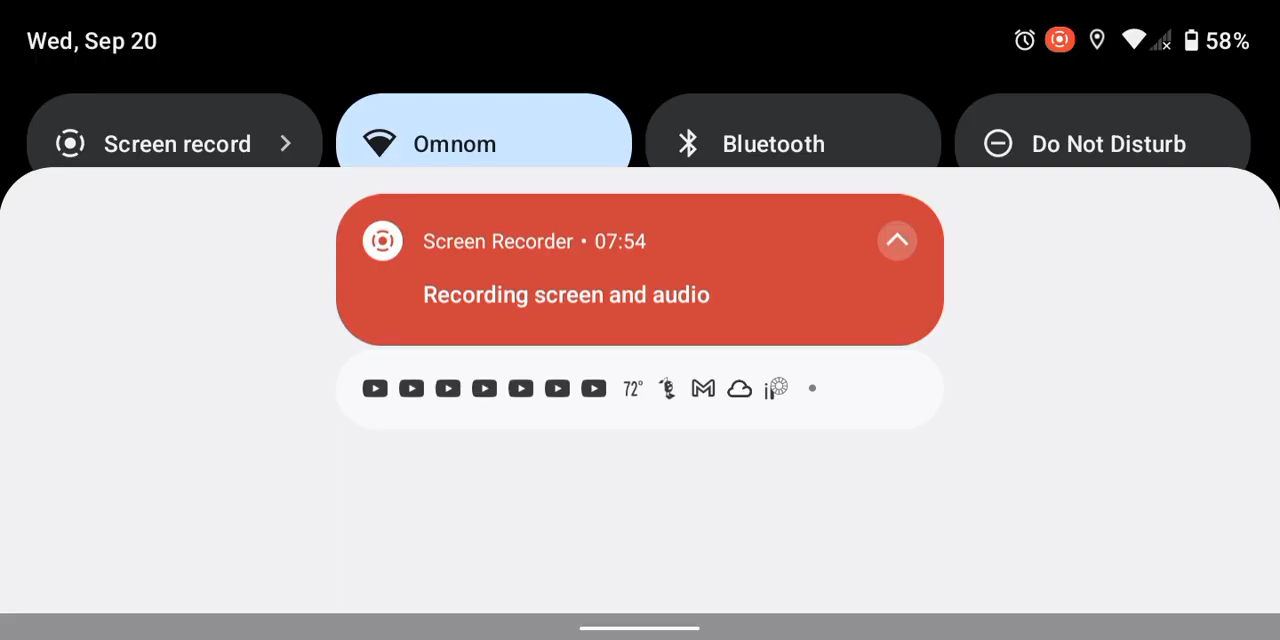 Wed, Sep 20
58%
Screen record
Omnom
Bluetooth
Do Not Disturb
Screen Recorder • 07:54
Recording screen and audio
72°